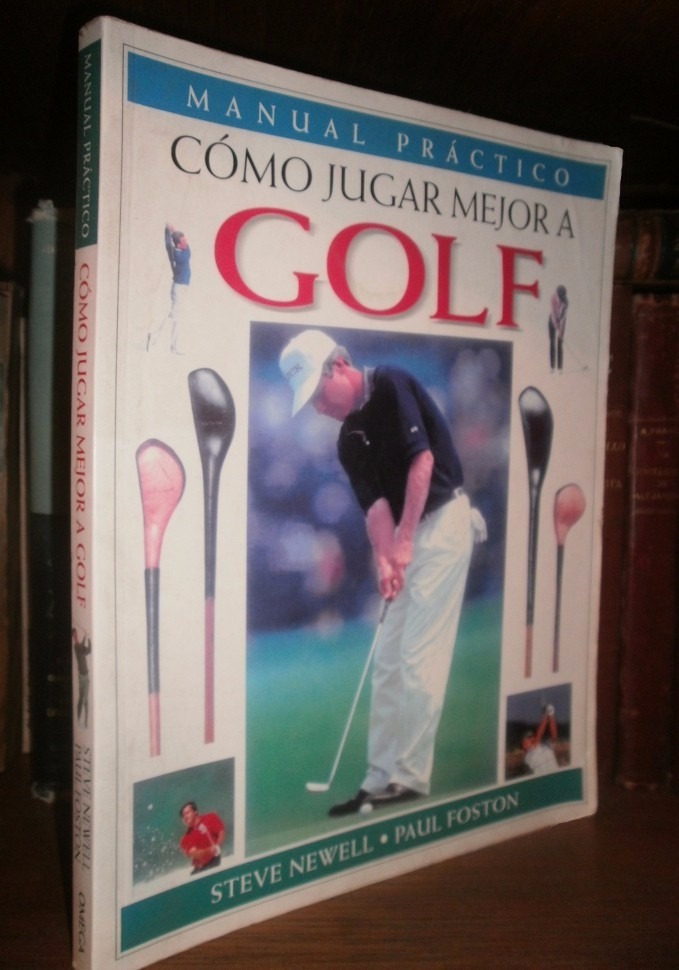 MANUAL PRÁCTICO
CÓMO JUGAR MEJOR A
GOLF
STEVE NEWELL • PAUL FOSTON
MANUAL PRÁCTICO
CÓMO JUGAR MEJOR A GOLF
STEVE NEWELL
PAUL FOSTON
OMEGA